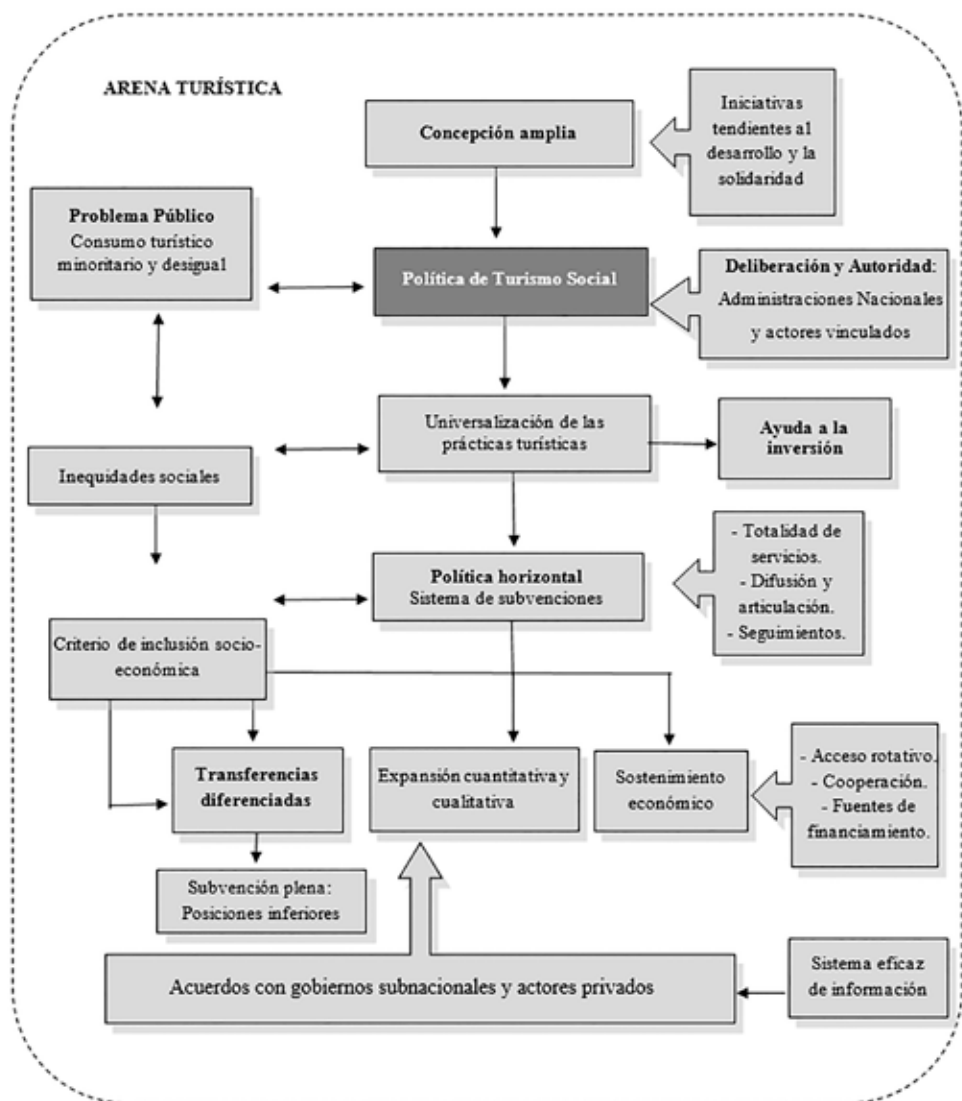 ARENA TURÍSTICA
Concepción amplia
Iniciativas
tendientes al
desarrollo y la
solidaridad
Problema Público
Consumo turístico
minoritario y desigual
Política de Turismo Social
Deliberación y Autoridad:
Administraciones Nacionales
y actores vinculados
Universalización de las
prácticas turísticas
Ayuda a la
inversión
Inequidades sociales
Política horizontal
Sistema de subvenciones
- Totalidad de
servicios.
- Difusión y
articulación.
- Seguimientos.
Criterio de inclusión socio-
económica
Transferencias
diferenciadas
Expansión cuantitativa y
cualitativa
Sostenimiento
económico
- Acceso rotativo.
- Cooperación.
- Fuentes de
financiamiento.
Subvención plena:
Posiciones inferiores
Acuerdos con gobiernos subnacionales y actores privados
Sistema eficaz
de información